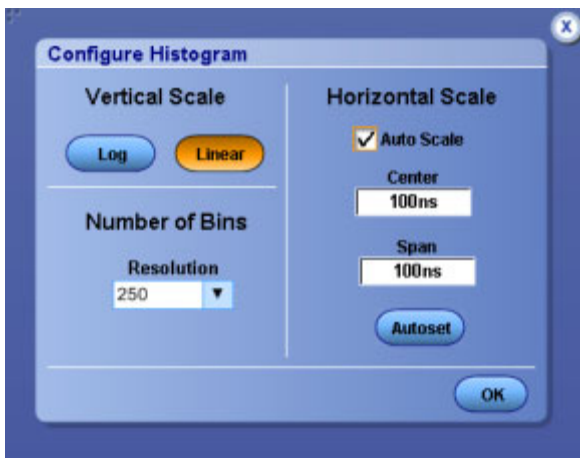 X
Configure Histogram
Vertical Scale
Log
Linear
Number of Bins
Resolution
250
Horizontal Scale
Auto Scale
Center
100ns
Span
100ns
Autoset
OK